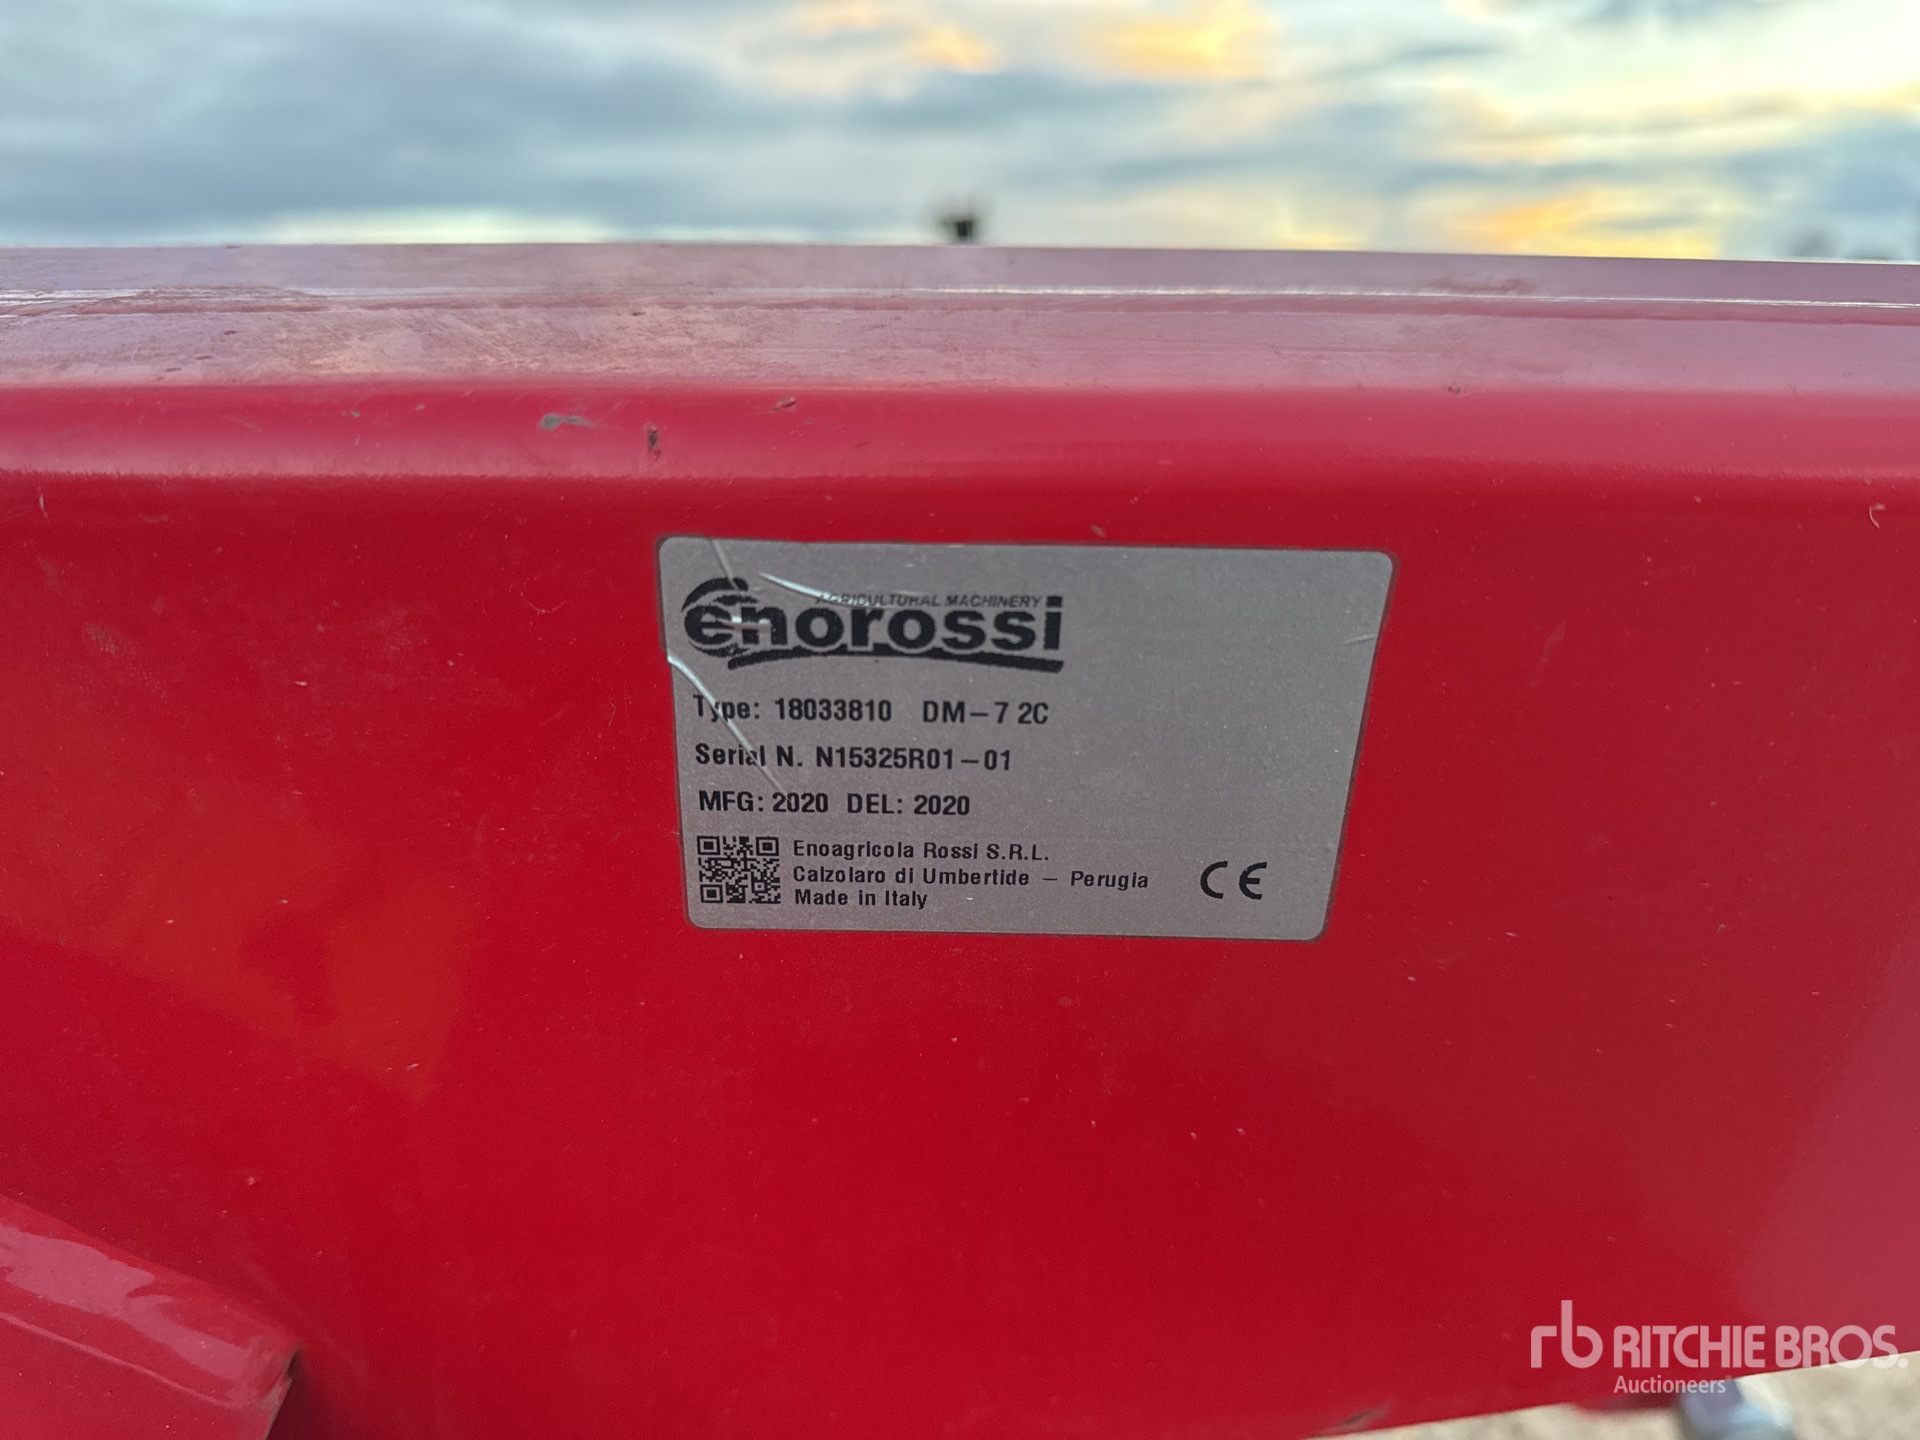 AGRICULTURAL MACHINERY
enorossi
Type: 18033810 DM-7 2C
Serial N. N15325R01-01
MFG: 2020 DEL: 2020
Enoagricola Rossi S.R.L.
Calzolaro di Umbertide - Perugia
Made in Italy
CE
rb RITCHIE BROS.
Auctioneers